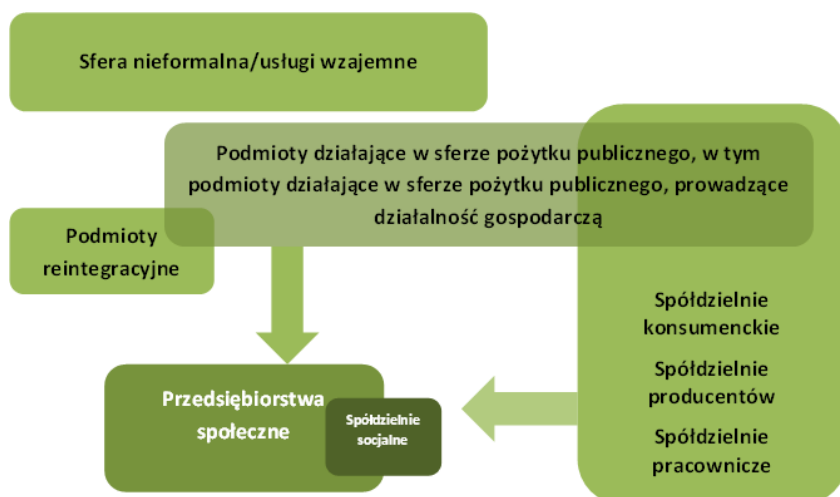 Sfera nieformalna/usługi wzajemne
Podmioty działające w sferze pożytku publicznego, w tym
podmioty działające w sferze pożytku publicznego, prowadzące
działalność gospodarczą
Podmioty
reintegracyjne
Spółdzielnie
konsumenckie
Spółdzielnie
producentów
Spółdzielnie
pracownicze
Przedsiębiorstwa
społeczne
Spółdzielnie
socjalne